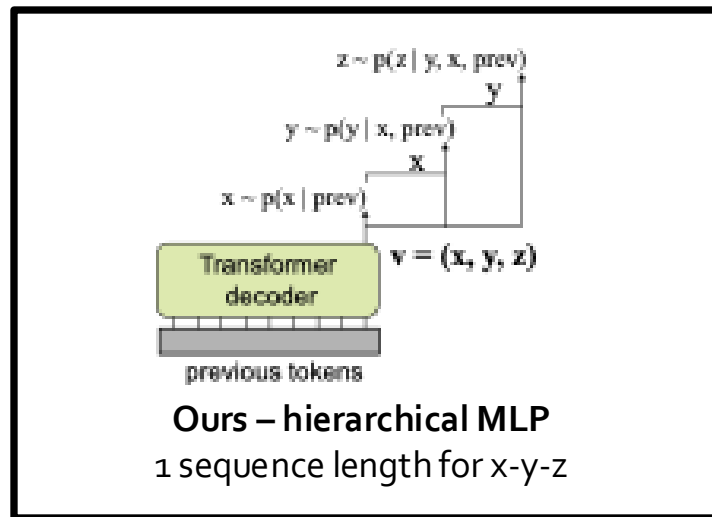 z ~ p(z | y, x, prev)
y
y ~ p(y | x, prev)
x
x ~ p(x | prev)
v = (x, y, z)
Transformer
decoder
previous tokens
Ours – hierarchical MLP
1 sequence length for x-y-z